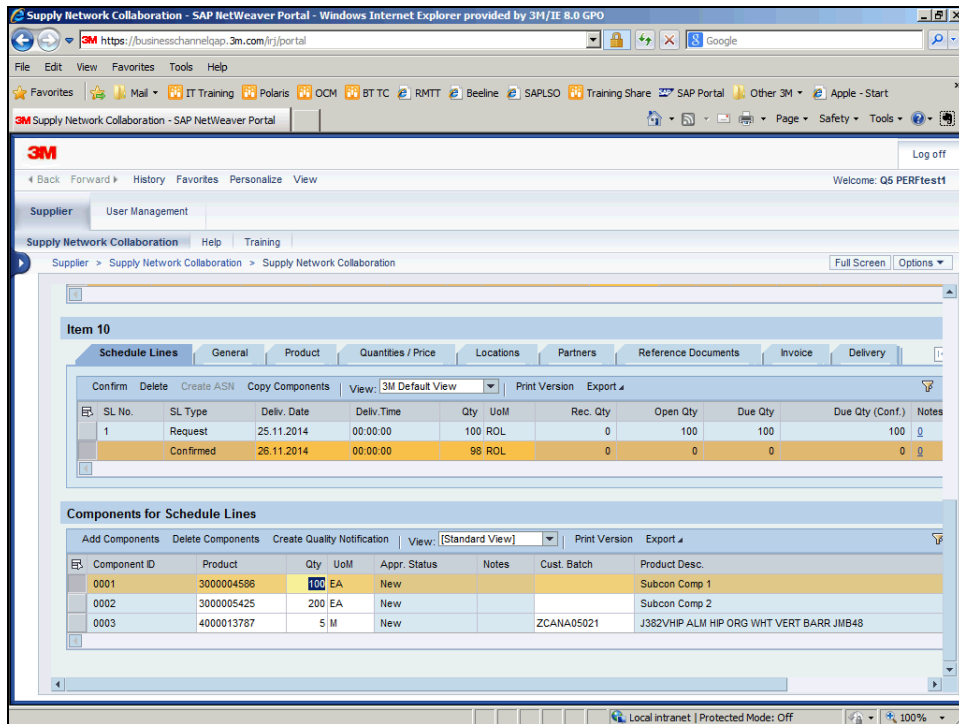 Supply Network Collaboration - SAP NetWeaver Portal - Windows Internet Explorer provided by 3M/IE 8.0 GPO
3M https://businesschannelqap.3m.com/irj/portal Google
File Edit View Favorites Tools Help
Favorites Mail IT Training Polaris OCM BT TC RMTT Beeline SAPLSO Training Share SAP Portal Other 3M Apple - Start
3M Supply Network Collaboration - SAP NetWeaver Portal Page Safety Tools
3M Log off
Back Forward History Favorites Personalize View Welcome: Q5 PERFtest1
Supplier User Management
Supply Network Collaboration Help Training
Supplier > Supply Network Collaboration > Supply Network Collaboration Full Screen Options
Item 10
Schedule Lines General Product Quantities / Price Locations Partners Reference Documents Invoice Delivery
Confirm Delete Create ASN Copy Components View: 3M Default View Print Version Export
SL No. SL Type Deliv. Date Deliv.Time Qty UoM Rec. Qty Open Qty Due Qty Due Qty (Conf.) Notes
1 Request 25.11.2014 00:00:00 100 ROL 0 100 100 100 0
Confirmed 26.11.2014 00:00:00 98 ROL 0 0 0 0 0
Components for Schedule Lines
Add Components Delete Components Create Quality Notification View: [Standard View] Print Version Export
Component ID Product Qty UoM Appr. Status Notes Cust. Batch Product Desc.
0001 3000004586 100 EA New Subcon Comp 1
0002 3000005425 200 EA New Subcon Comp 2
0003 4000013787 5 M New ZCANA05021 J382VHIP ALM HIP ORG WHT VERT BARR JMB48
Local intranet | Protected Mode: Off 100%